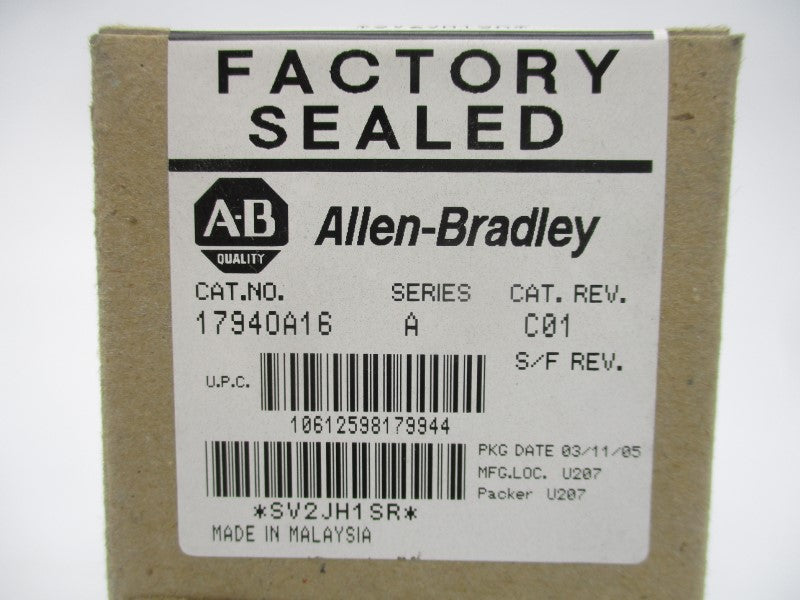 FACTORY
SEALED
A-B
QUALITY
Allen-Bradley
CAT.NO. SERIES CAT. REV.
1794OA16 A C01
S/F REV.
U.P.C.
10612598179944
PKG DATE 03/11/05
MFG.LOC. U207
Packer U207
*SV2JH1SR*
MADE IN MALAYSIA